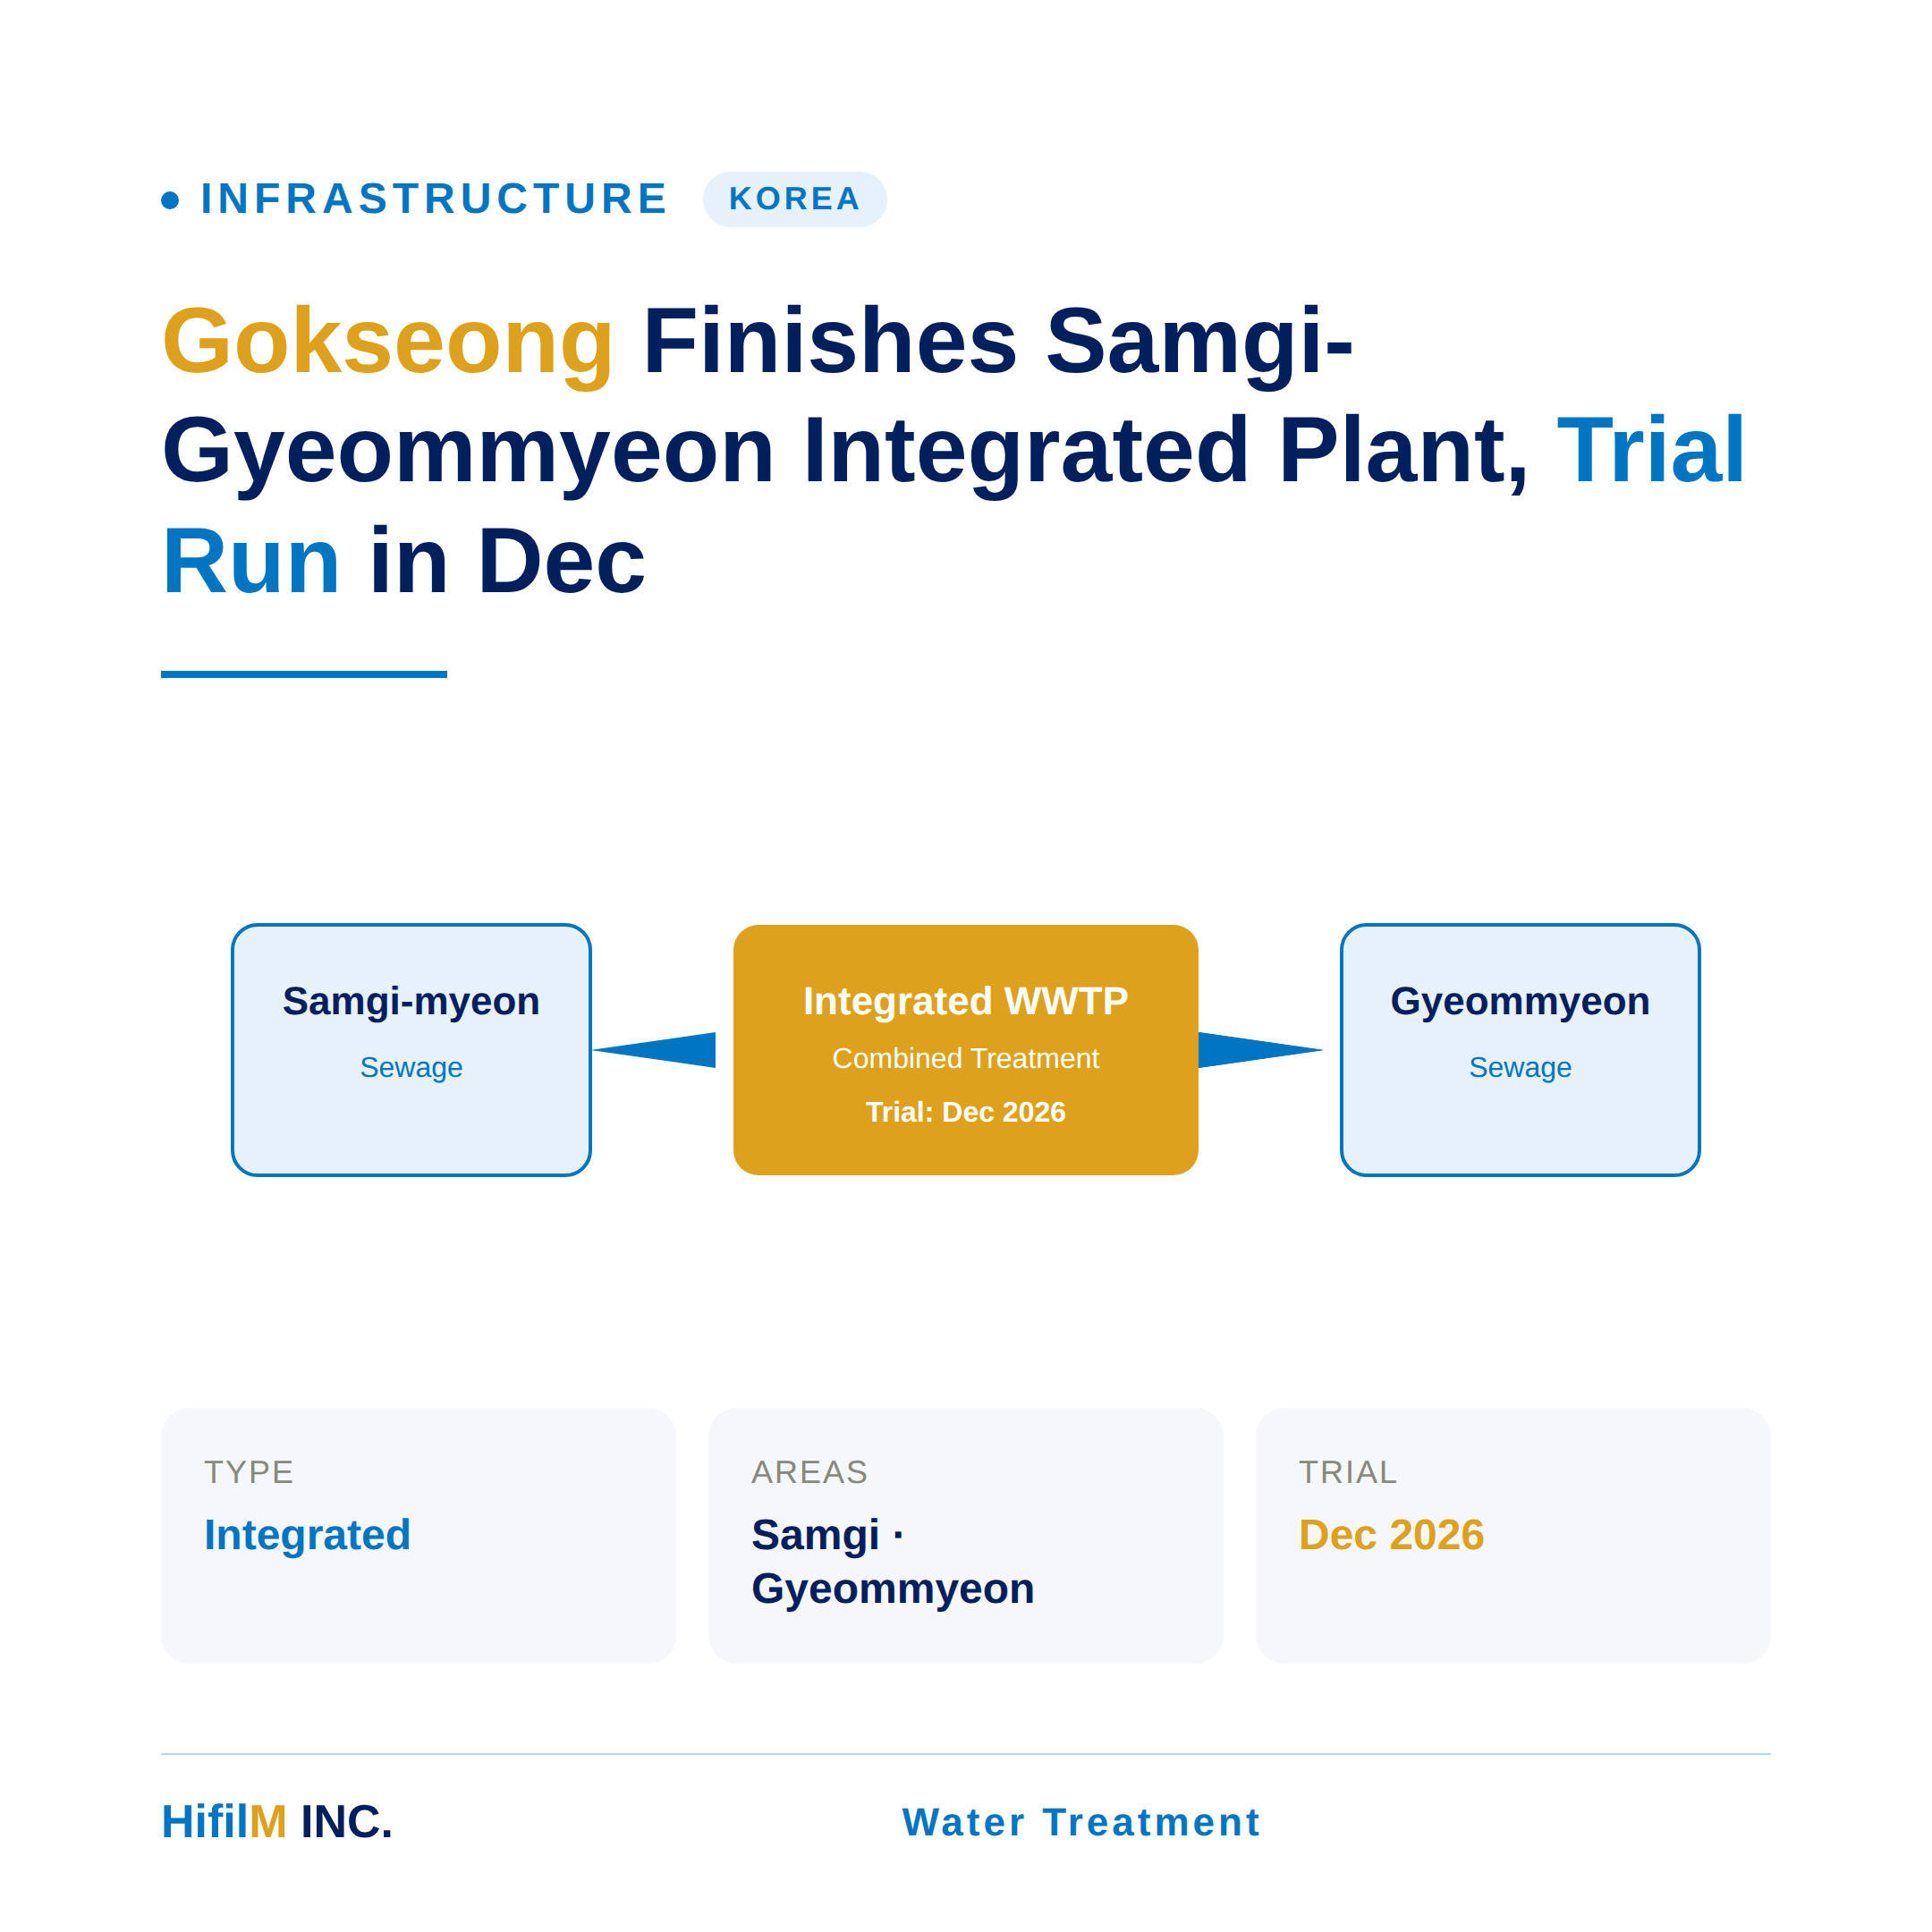 INFRASTRUCTURE KOREA
Gokseong Finishes Samgi-
Gyeommyeon Integrated Plant, Trial
Run in Dec
Samgi-myeon
Sewage
Integrated WWTP
Combined Treatment
Trial: Dec 2026
Gyeommyeon
Sewage
TYPE
Integrated
AREAS
Samgi ·
Gyeommyeon
TRIAL
Dec 2026
HifilM INC.
Water Treatment